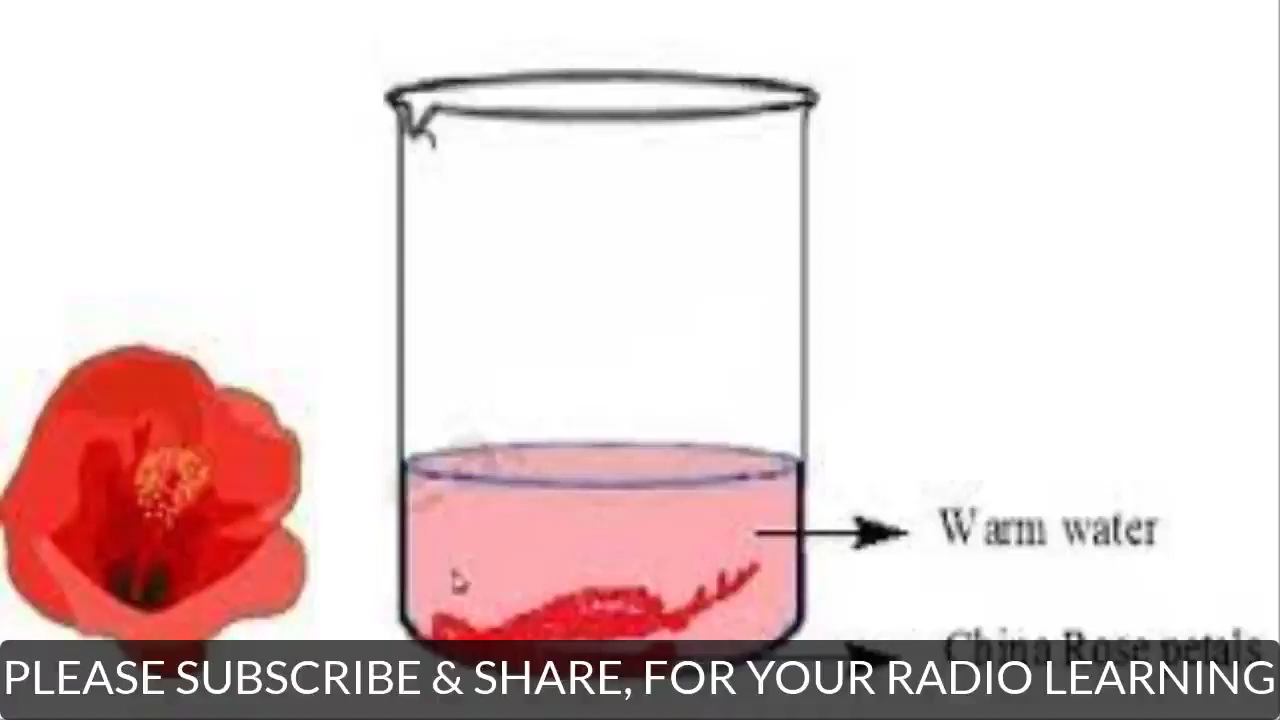 Warm water
China Rose petals
PLEASE SUBSCRIBE & SHARE, FOR YOUR RADIO LEARNING